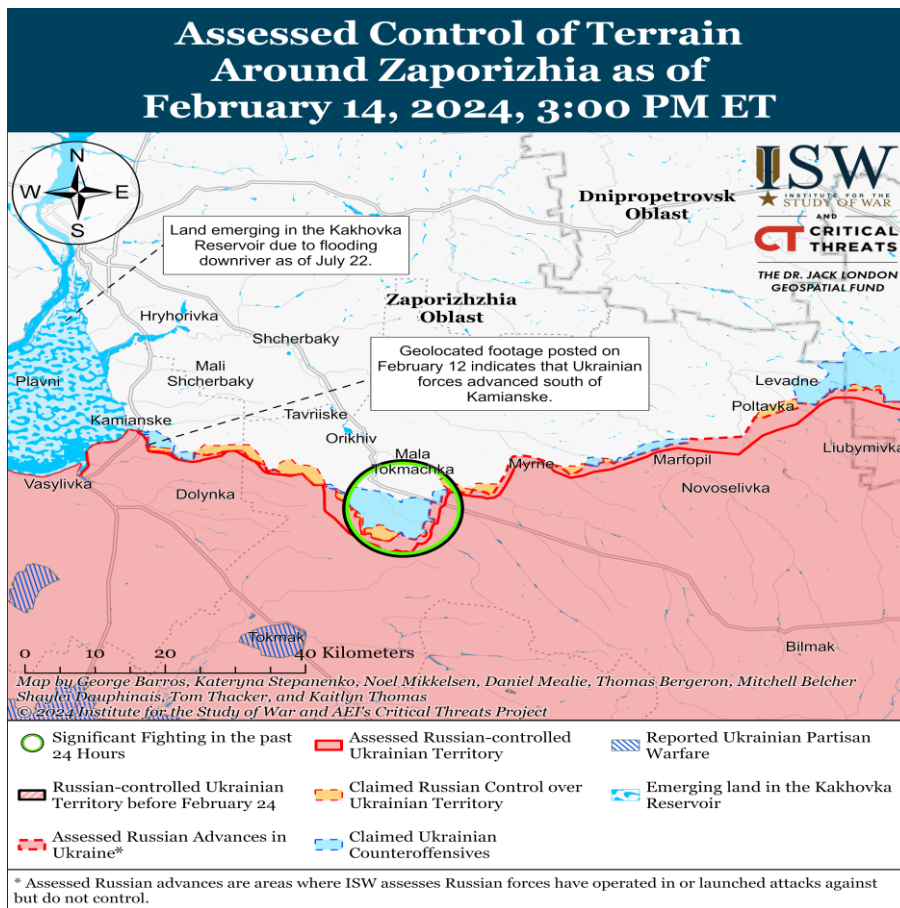 Assessed Control of Terrain
Around Zaporizhia as of
February 14, 2024, 3:00 PM ET
N
W
E
S
ISW
INSTITUTE FOR THE
STUDY OF WAR
AND
CT CRITICAL
THREATS
THE DR. JACK LONDON
GEOSPATIAL FUND
Dnipropetrovsk
Oblast
Land emerging in the Kakhovka
Reservoir due to flooding
downriver as of July 22.
Zaporizhzhia
Oblast
Hryhorivka
Shcherbaky
Geolocated footage posted on
February 12 indicates that Ukrainian
forces advanced south of
Kamianske.
Mali
Shcherbaky
Plavni
Levadne
Poltavka
Kamianske
Tavriiske
Orikhiv
Mala
Tokmachka
Myrne
Marfopil
Liubymivka
Vasylivka
Dolynka
Novoselivka
Tokmak
Bilmak
0 20 40 Kilometers
Map by George Barros, Kateryna Stepanenko, Noel Mikkelsen, Daniel Mealie, Thomas Bergeron, Mitchell Belcher
Shaylei Dauphinais, Tom Thacker, and Kaitlyn Thomas
© 2024 Institute for the Study of War and AEI's Critical Threats Project
Significant Fighting in the past
24 Hours
Russian-controlled Ukrainian
Territory before February 24
Assessed Russian Advances in
Ukraine*
Assessed Russian-controlled
Ukrainian Territory
Claimed Russian Control over
Ukrainian Territory
Claimed Ukrainian
Counteroffensives
Reported Ukrainian Partisan
Warfare
Emerging land in the Kakhovka
Reservoir
* Assessed Russian advances are areas where ISW assesses Russian forces have operated in or launched attacks against
but do not control.